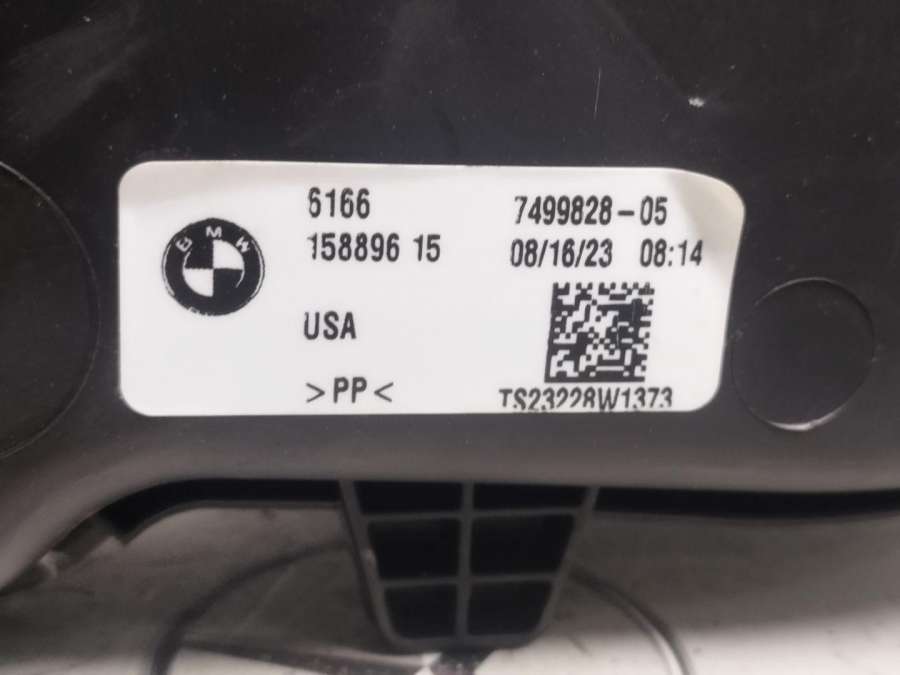 BMW
6166 7499828-05
158896 15 08/16/23 08:14
USA
>PP<
TS23228W1373